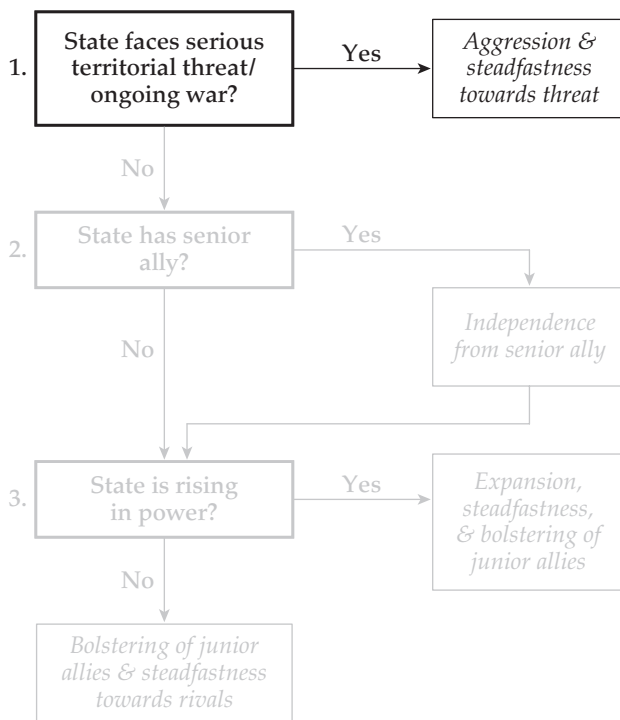 1.
State faces serious
territorial threat/
ongoing war?
Yes
Aggression &
steadfastness
towards threat
No
2.
State has senior
ally?
Yes
Independence
from senior ally
No
3.
State is rising
in power?
Yes
Expansion,
steadfastness,
& bolstering of
junior allies
No
Bolstering of junior
allies & steadfastness
towards rivals